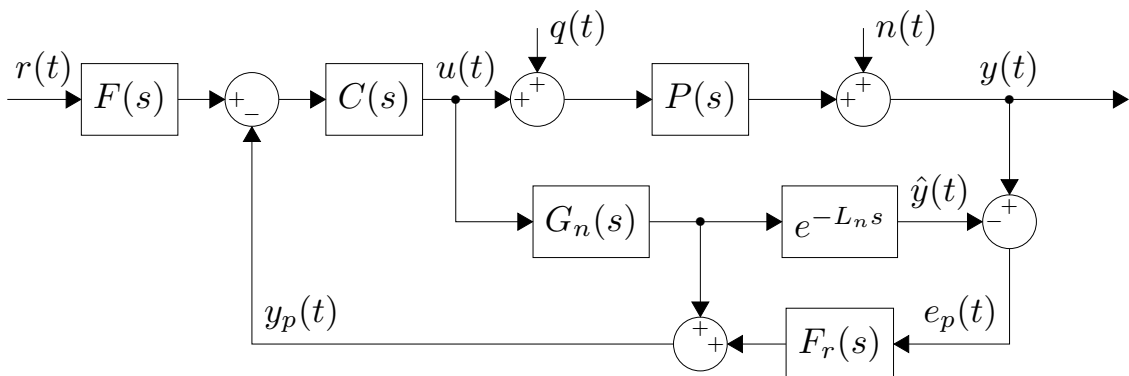 q(t) n(t)
r(t) F(s) + − C(s) u(t) + + P(s) + + y(t)
G_n(s) e^{-L_n s} ŷ(t) − +
y_p(t) + + F_r(s) e_p(t)